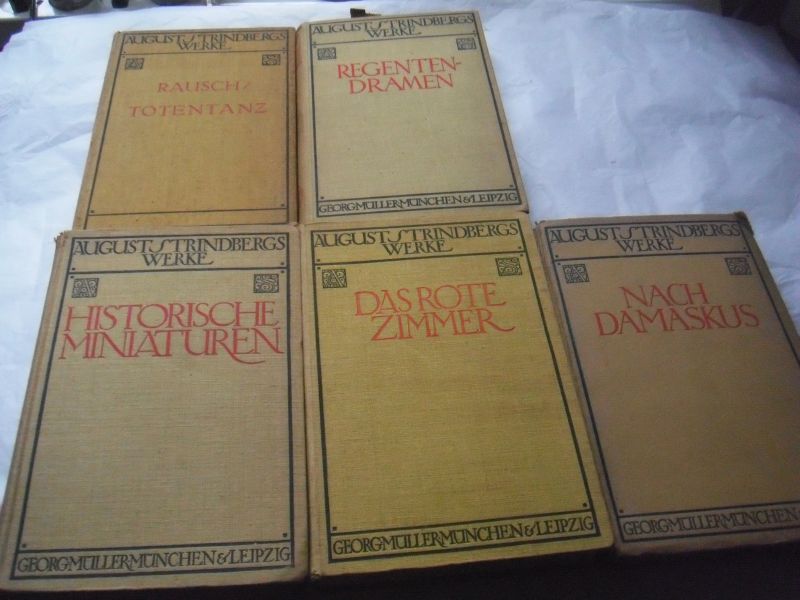 AUGUST STRINDBERGS
WERKE
RAUSCH/
TOTENTANZ
AUGUST STRINDBERGS
WERKE
REGENTEN-
DRAMEN
GEORG MÜLLER MÜNCHEN & LEIPZIG
AUGUST STRINDBERGS
WERKE
A S
HISTORISCHE
MINIATUREN
GEORG MÜLLER MÜNCHEN & LEIPZIG
AUGUST STRINDBERGS
WERKE
A S
DAS ROTE
ZIMMER
GEORG MÜLLER MÜNCHEN & LEIPZIG
AUGUST STRINDBERGS
WERKE
A S
NACH
DAMASKUS
GEORG MÜLLER MÜNCHEN &